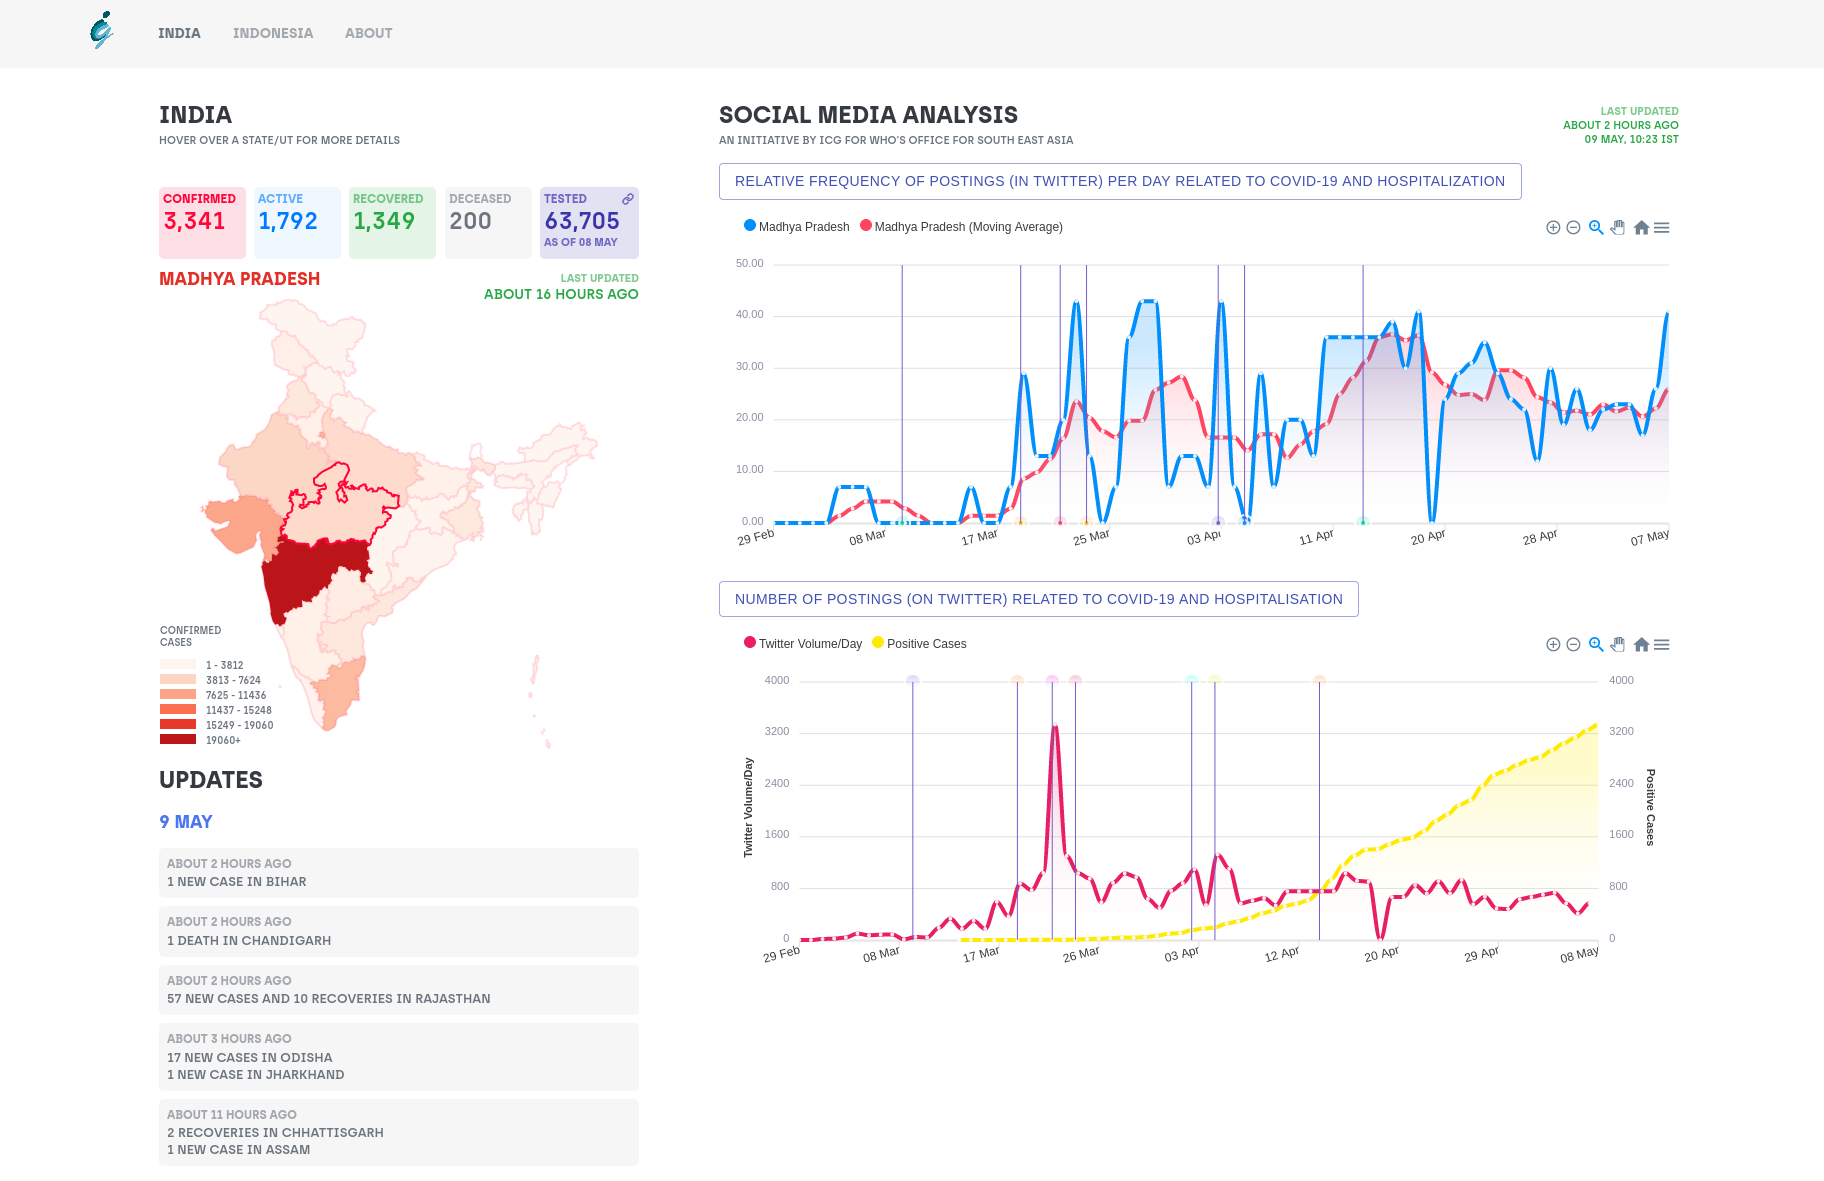 INDIA
INDONESIA
ABOUT
INDIA
HOVER OVER A STATE/UT FOR MORE DETAILS
CONFIRMED
3,341
ACTIVE
1,792
RECOVERED
1,349
DECEASED
200
TESTED
63,705
AS OF 08 MAY
MADHYA PRADESH
LAST UPDATED
ABOUT 16 HOURS AGO
CONFIRMED
CASES
1 - 3812
3813 - 7624
7625 - 11436
11437 - 15248
15249 - 19060
19060+
UPDATES
9 MAY
ABOUT 2 HOURS AGO
1 NEW CASE IN BIHAR
ABOUT 2 HOURS AGO
1 DEATH IN CHANDIGARH
ABOUT 2 HOURS AGO
57 NEW CASES AND 10 RECOVERIES IN RAJASTHAN
ABOUT 3 HOURS AGO
17 NEW CASES IN ODISHA
1 NEW CASE IN JHARKHAND
ABOUT 11 HOURS AGO
2 RECOVERIES IN CHHATTISGARH
1 NEW CASE IN ASSAM
SOCIAL MEDIA ANALYSIS
AN INITIATIVE BY ICG FOR WHO'S OFFICE FOR SOUTH EAST ASIA
LAST UPDATED
ABOUT 2 HOURS AGO
09 MAY, 10:23 IST
RELATIVE FREQUENCY OF POSTINGS (IN TWITTER) PER DAY RELATED TO COVID-19 AND HOSPITALIZATION
Madhya Pradesh
Madhya Pradesh (Moving Average)
50.00
40.00
30.00
20.00
10.00
0.00
29 Feb
08 Mar
17 Mar
25 Mar
03 Apr
11 Apr
20 Apr
28 Apr
07 May
NUMBER OF POSTINGS (ON TWITTER) RELATED TO COVID-19 AND HOSPITALISATION
Twitter Volume/Day
Positive Cases
Twitter Volume/Day
4000
3200
2400
1600
800
0
4000
3200
2400
1600
800
0
Positive Cases
29 Feb
08 Mar
17 Mar
26 Mar
03 Apr
12 Apr
20 Apr
29 Apr
08 May